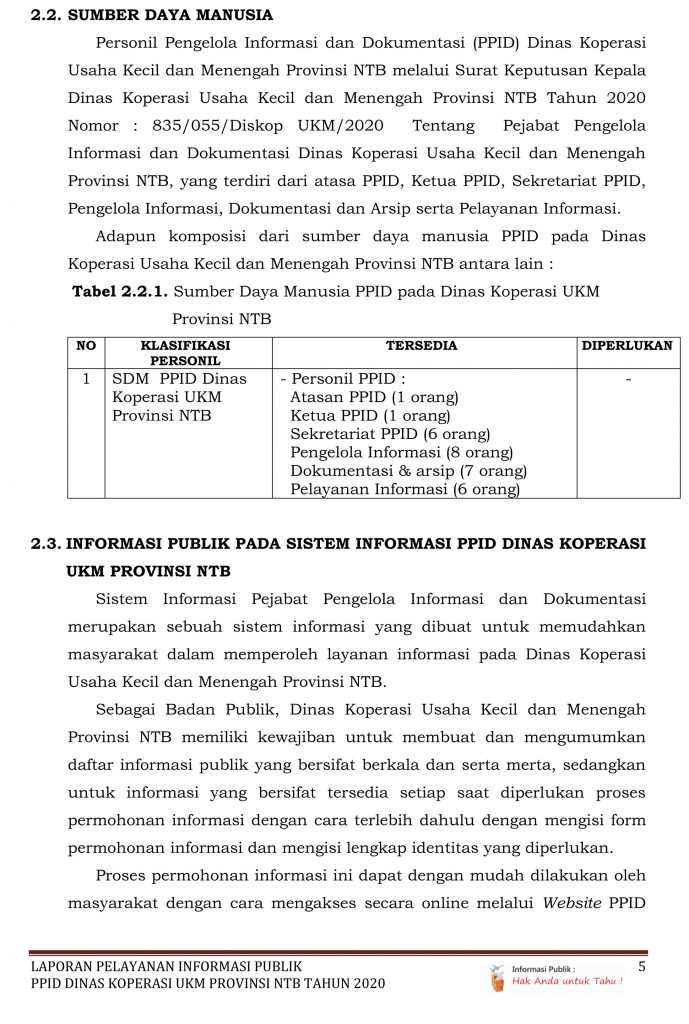 2.2. SUMBER DAYA MANUSIA
Personil Pengelola Informasi dan Dokumentasi (PPID) Dinas Koperasi
Usaha Kecil dan Menengah Provinsi NTB melalui Surat Keputusan Kepala
Dinas Koperasi Usaha Kecil dan Menengah Provinsi NTB Tahun 2020
Nomor : 835/055/Diskop UKM/2020 Tentang Pejabat Pengelola
Informasi dan Dokumentasi Dinas Koperasi Usaha Kecil dan Menengah
Provinsi NTB, yang terdiri dari atasa PPID, Ketua PPID, Sekretariat PPID,
Pengelola Informasi, Dokumentasi dan Arsip serta Pelayanan Informasi.
Adapun komposisi dari sumber daya manusia PPID pada Dinas
Koperasi Usaha Kecil dan Menengah Provinsi NTB antara lain :
Tabel 2.2.1. Sumber Daya Manusia PPID pada Dinas Koperasi UKM
Provinsi NTB
NO KLASIFIKASI PERSONIL TERSEDIA DIPERLUKAN
1 SDM PPID Dinas - Personil PPID : -
Koperasi UKM Atasan PPID (1 orang)
Provinsi NTB Ketua PPID (1 orang)
Sekretariat PPID (6 orang)
Pengelola Informasi (8 orang)
Dokumentasi & arsip (7 orang)
Pelayanan Informasi (6 orang)
2.3. INFORMASI PUBLIK PADA SISTEM INFORMASI PPID DINAS KOPERASI
UKM PROVINSI NTB
Sistem Informasi Pejabat Pengelola Informasi dan Dokumentasi
merupakan sebuah sistem informasi yang dibuat untuk memudahkan
masyarakat dalam memperoleh layanan informasi pada Dinas Koperasi
Usaha Kecil dan Menengah Provinsi NTB.
Sebagai Badan Publik, Dinas Koperasi Usaha Kecil dan Menengah
Provinsi NTB memiliki kewajiban untuk membuat dan mengumumkan
daftar informasi publik yang bersifat berkala dan serta merta, sedangkan
untuk informasi yang bersifat tersedia setiap saat diperlukan proses
permohonan informasi dengan cara terlebih dahulu dengan mengisi form
permohonan informasi dan mengisi lengkap identitas yang diperlukan.
Proses permohonan informasi ini dapat dengan mudah dilakukan oleh
masyarakat dengan cara mengakses secara online melalui Website PPID
LAPORAN PELAYANAN INFORMASI PUBLIK
PPID DINAS KOPERASI UKM PROVINSI NTB TAHUN 2020
Informasi Publik :
Hak Anda untuk Tahu !
5